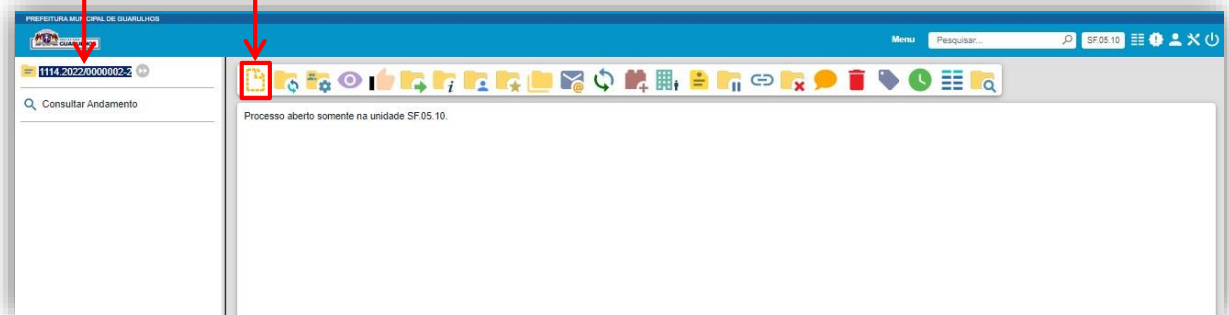 PREFEITURA MUNICIPAL DE GUARULHOS
GUARULHOS
Menu
Pesquisar...
SF.05.10
1114.2022/0000002-2
Consultar Andamento
Processo aberto somente na unidade SF.05.10.